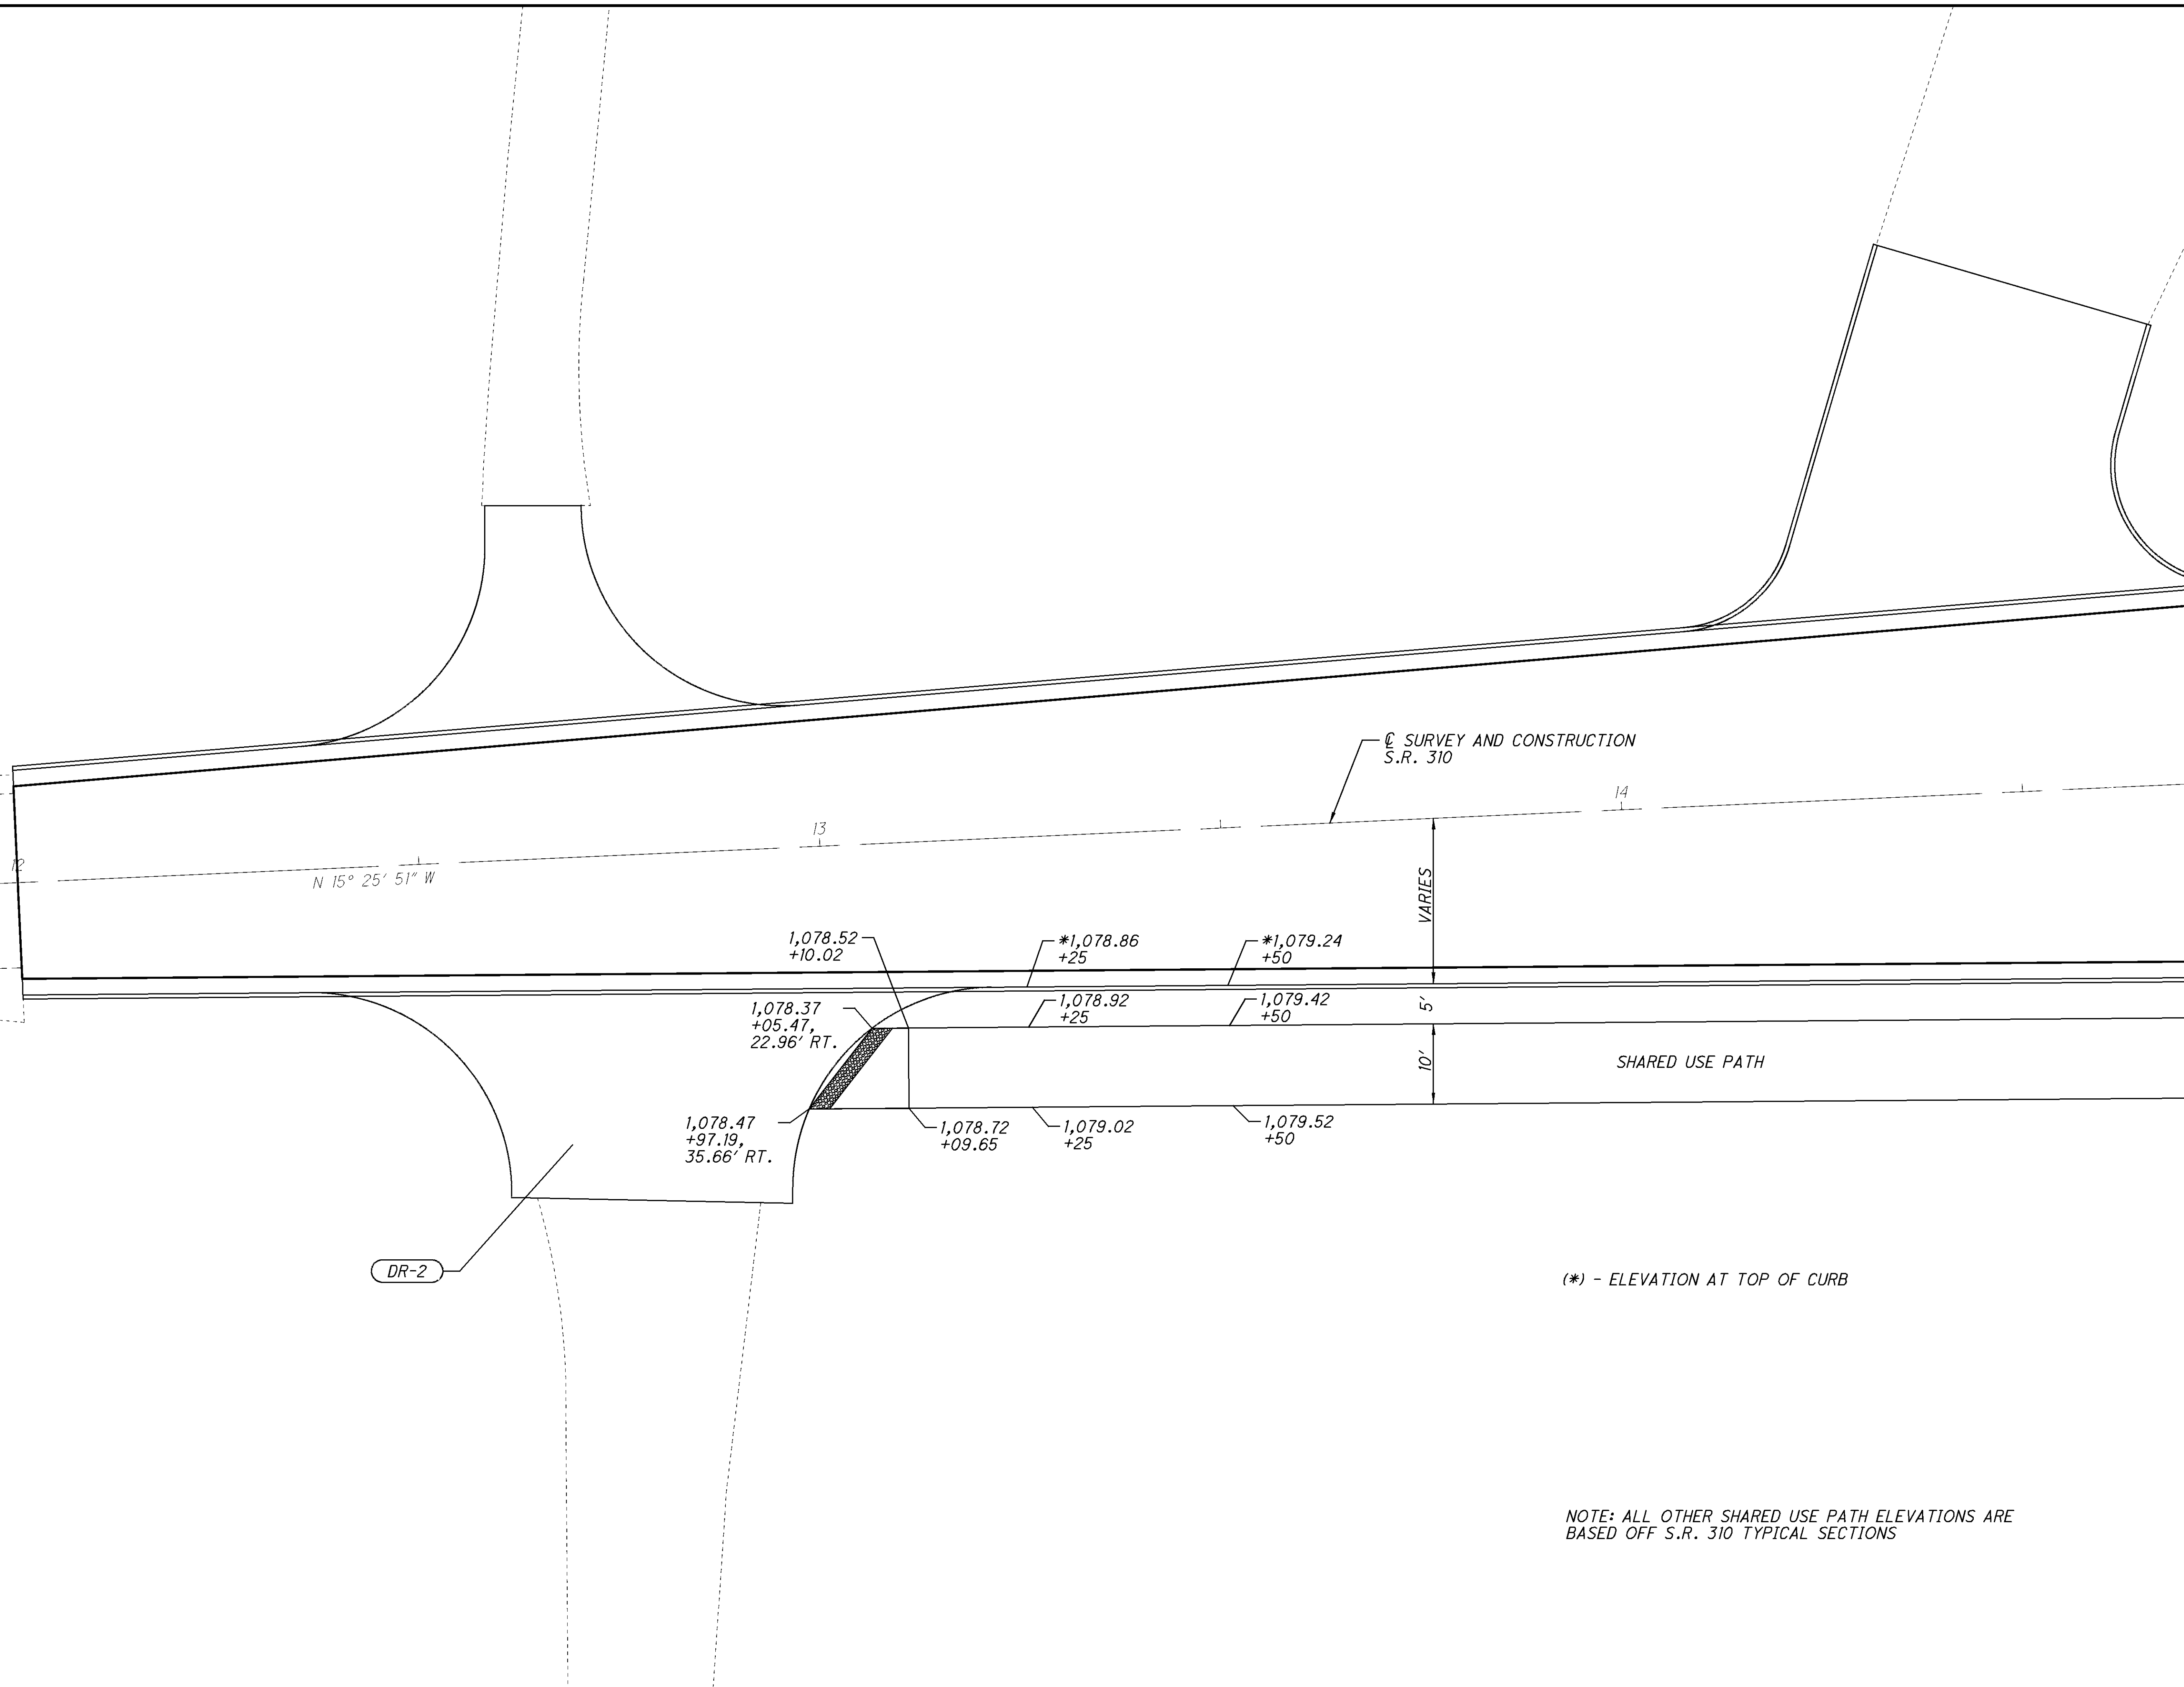 ℄ SURVEY AND CONSTRUCTION
S.R. 310
14
13
12
N 15° 25' 51" W
VARIES
1,078.52
+10.02
*1,078.86
+25
*1,079.24
+50
1,078.37
+05.47,
22.96' RT.
1,078.92
+25
1,079.42
+50
5'
10'
SHARED USE PATH
1,078.47
+97.19,
35.66' RT.
1,078.72
+09.65
1,079.02
+25
1,079.52
+50
DR-2
(*) - ELEVATION AT TOP OF CURB
NOTE: ALL OTHER SHARED USE PATH ELEVATIONS ARE
BASED OFF S.R. 310 TYPICAL SECTIONS